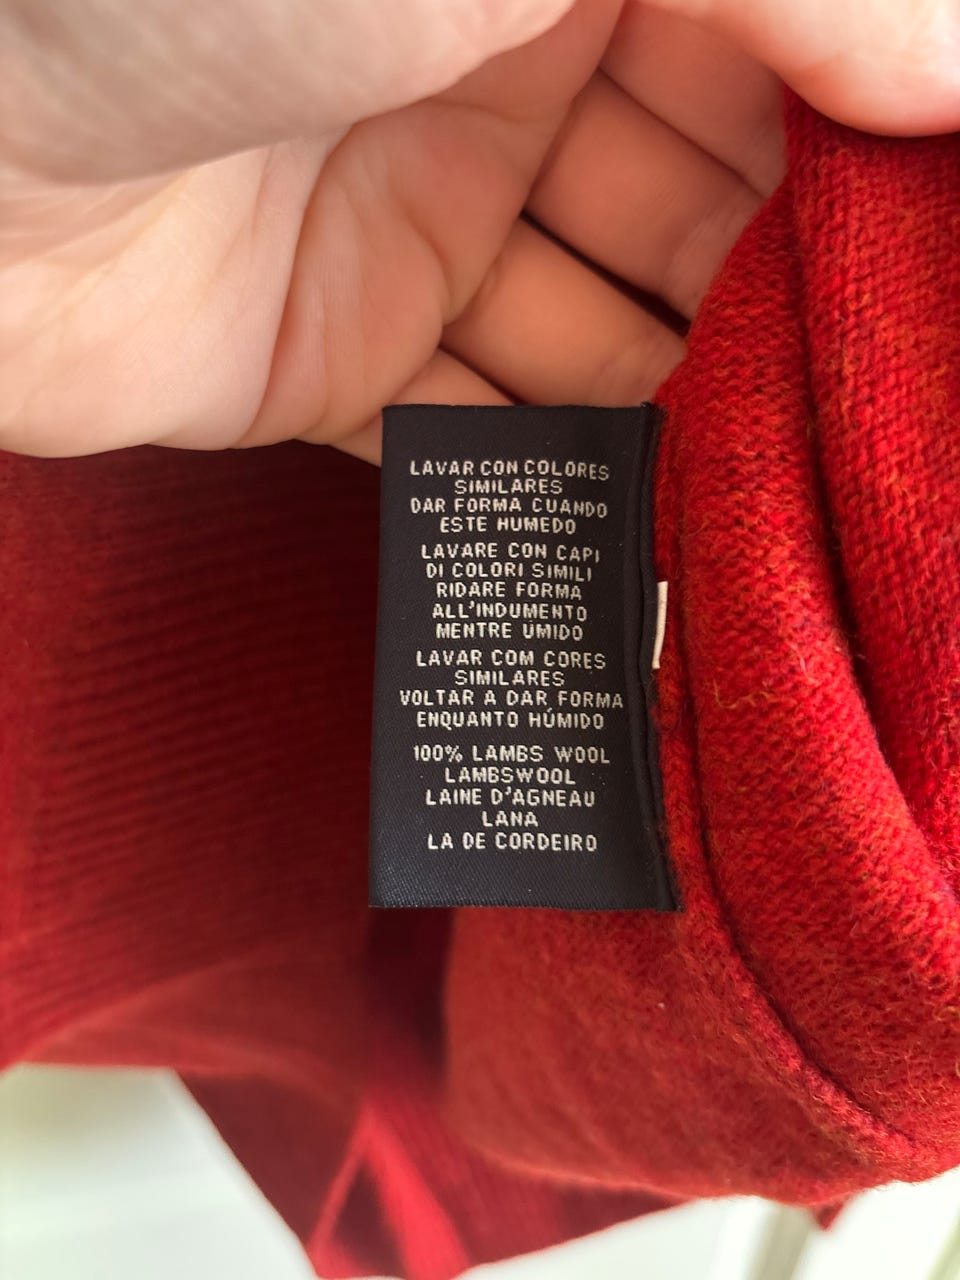 LAVAR CON COLORES
SIMILARES
DAR FORMA CUANDO
ESTE HUMEDO
LAVARE CON CAPI
DI COLORI SIMILI
RIDARE FORMA
ALL'INDUMENTO
MENTRE ÚMIDO
LAVAR COM CORES
SIMILARES
VOLTAR A DAR FORMA
ENQUANTO HÚMIDO
100% LAMBS WOOL
LAMBSWOOL
LAINE D'AGNEAU
LANA
LA DE CORDEIRO